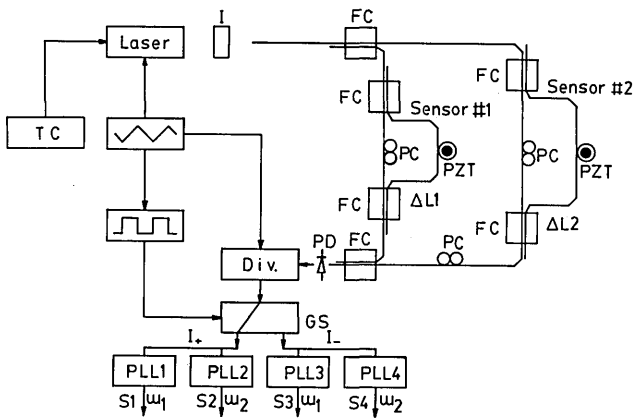 Laser
I
FC
FC
FC
Sensor #1
Sensor #2
TC
PC
PZT
PC
PZT
FC
ΔL1
FC
ΔL2
PD
FC
PC
Div.
GS
I₊
I₋
PLL1
PLL2
PLL3
PLL4
S1
ω₁
S2
ω₂
S3
ω₁
S4
ω₂